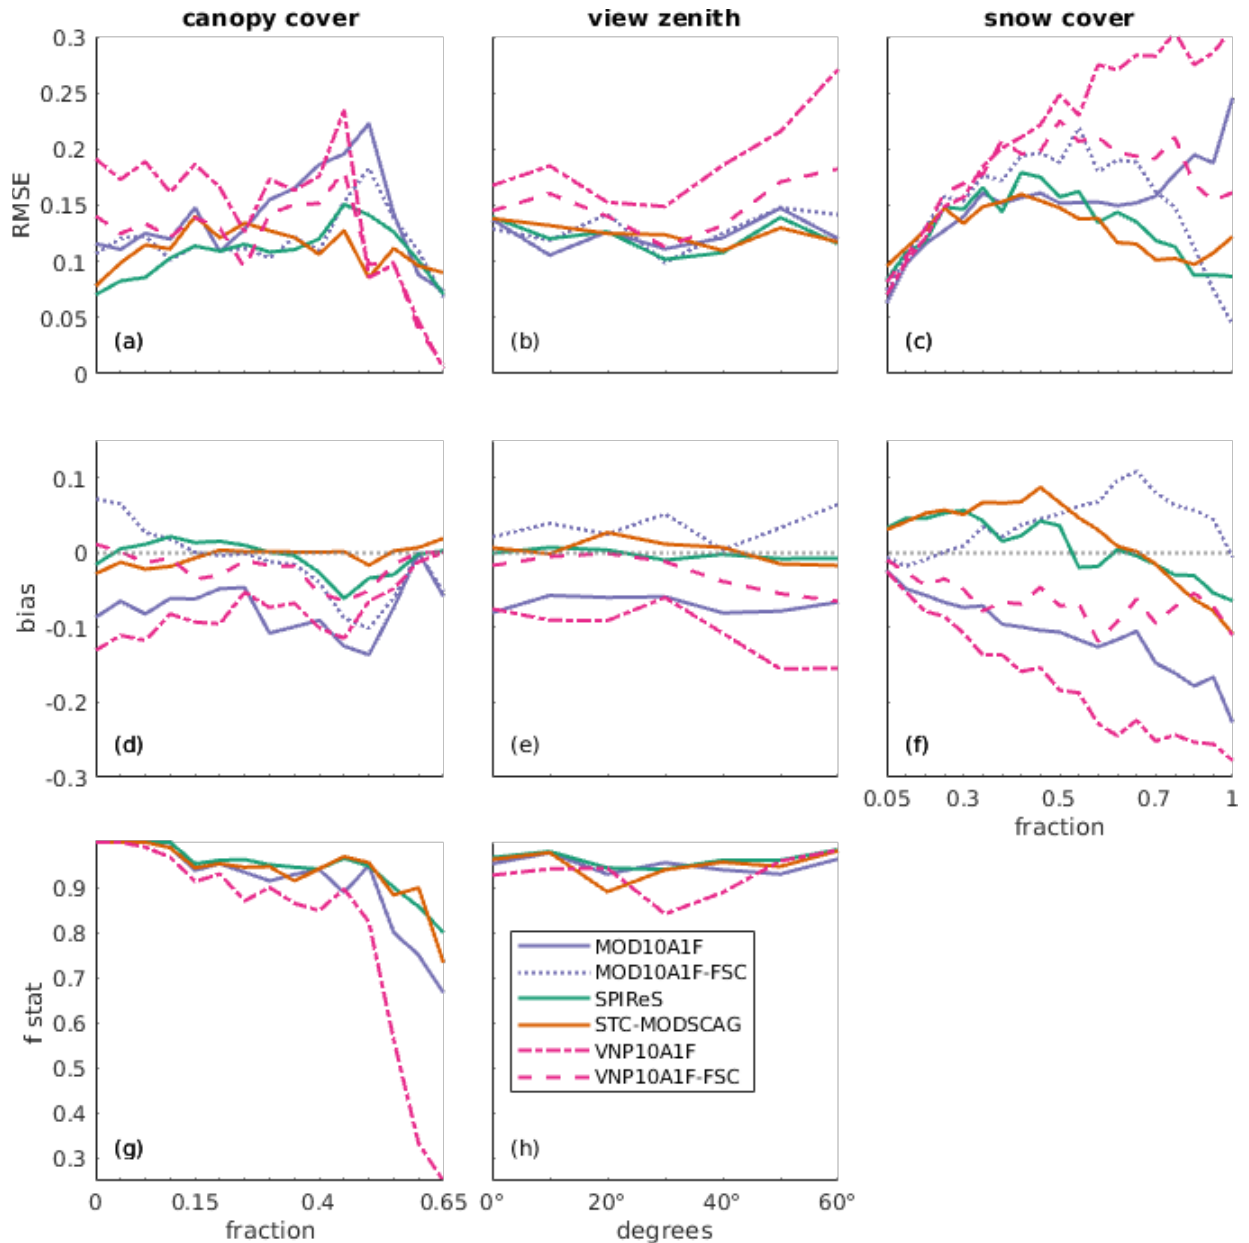 canopy cover
view zenith
snow cover
RMSE
0.3
0.25
0.2
0.15
0.1
0.05
0
(a)
(b)
(c)
bias
0.1
0
-0.1
-0.2
-0.3
(d)
(e)
(f)
0.05
0.3
0.5
0.7
1
fraction
f stat
0.9
0.8
0.7
0.6
0.5
0.4
0.3
(g)
(h)
MOD10A1F
MOD10A1F-FSC
SPIReS
STC-MODSCAG
VNP10A1F
VNP10A1F-FSC
0
0.15
0.4
0.65
fraction
0°
20°
40°
60°
degrees